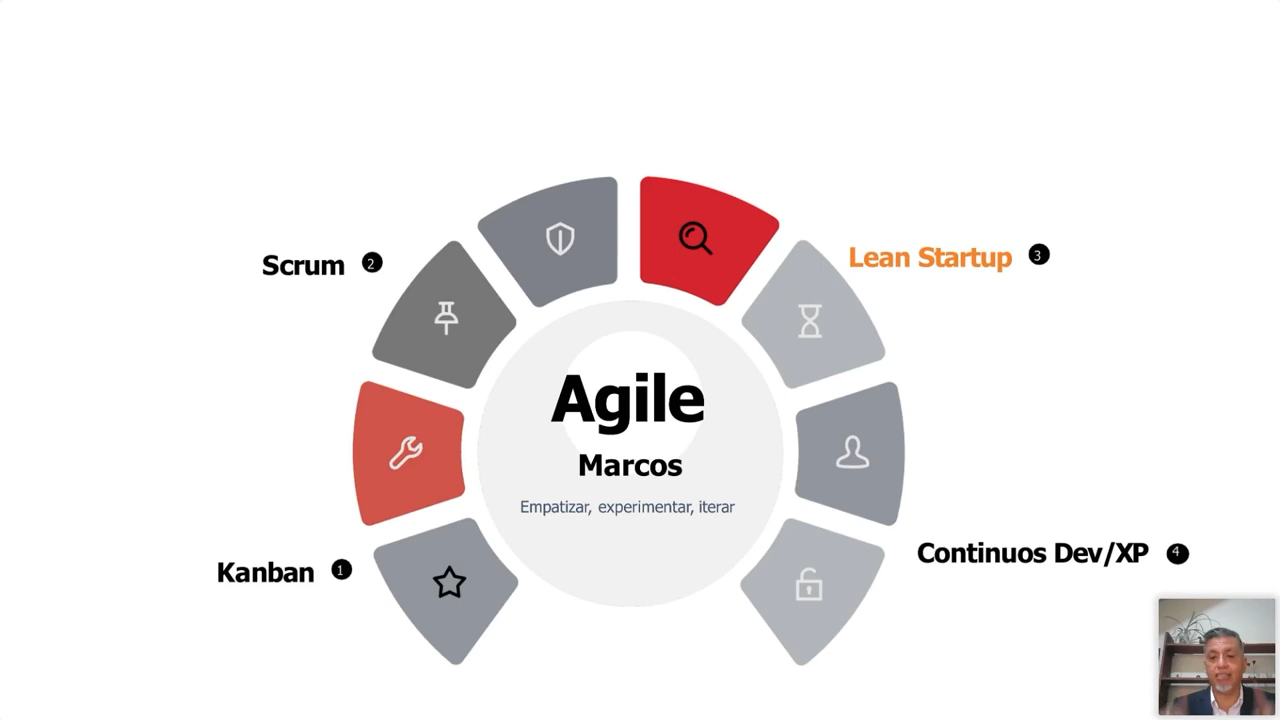 Scrum 2
Lean Startup 3
Agile
Marcos
Empatizar, experimentar, iterar
Kanban 1
Continuos Dev/XP 4